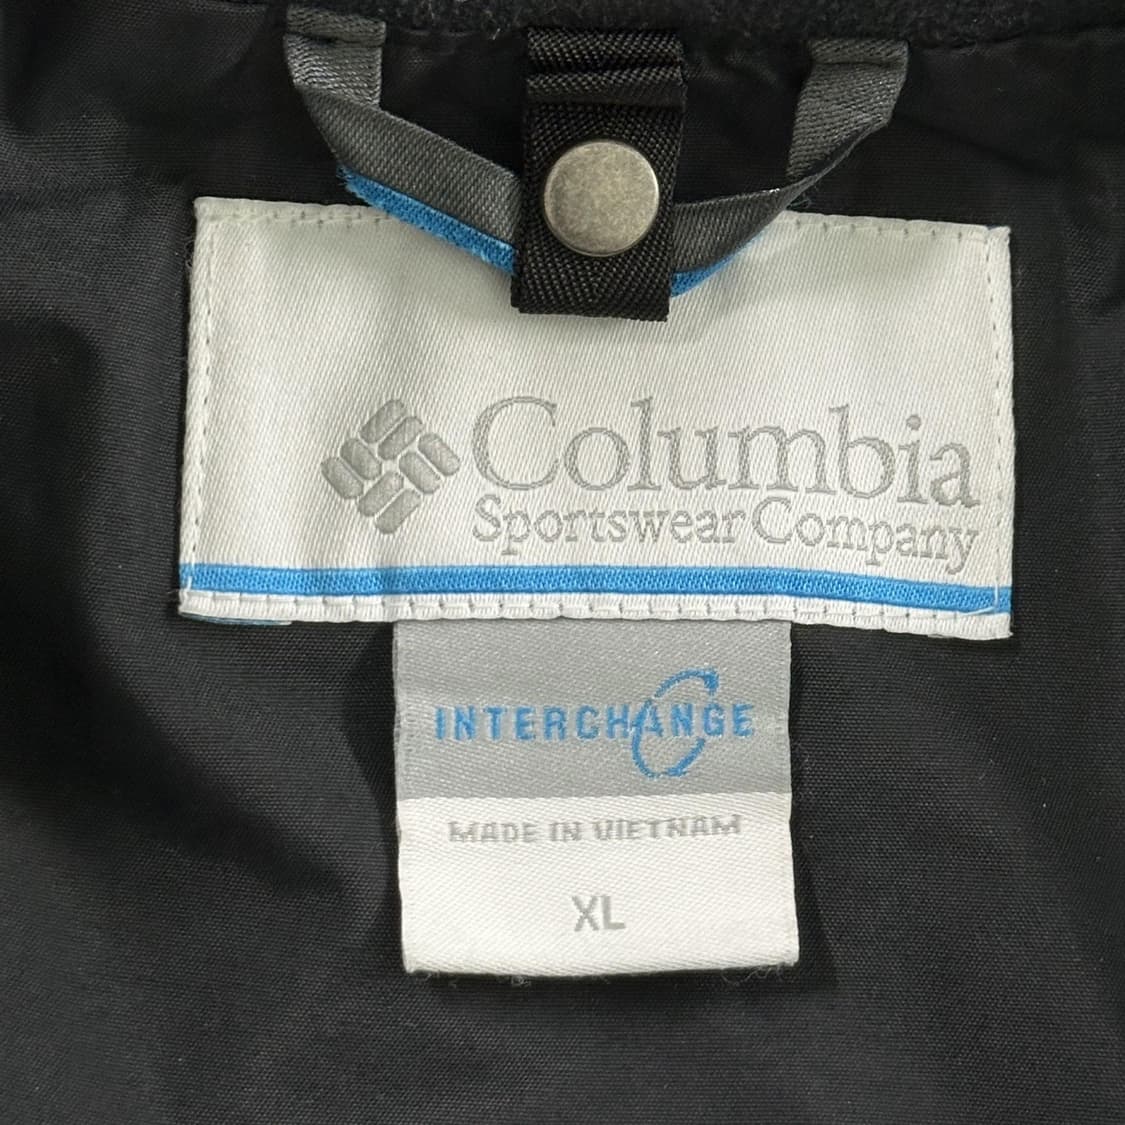 Columbia
Sportswear Company
INTERCHANGE
MADE IN VIETNAM
XL